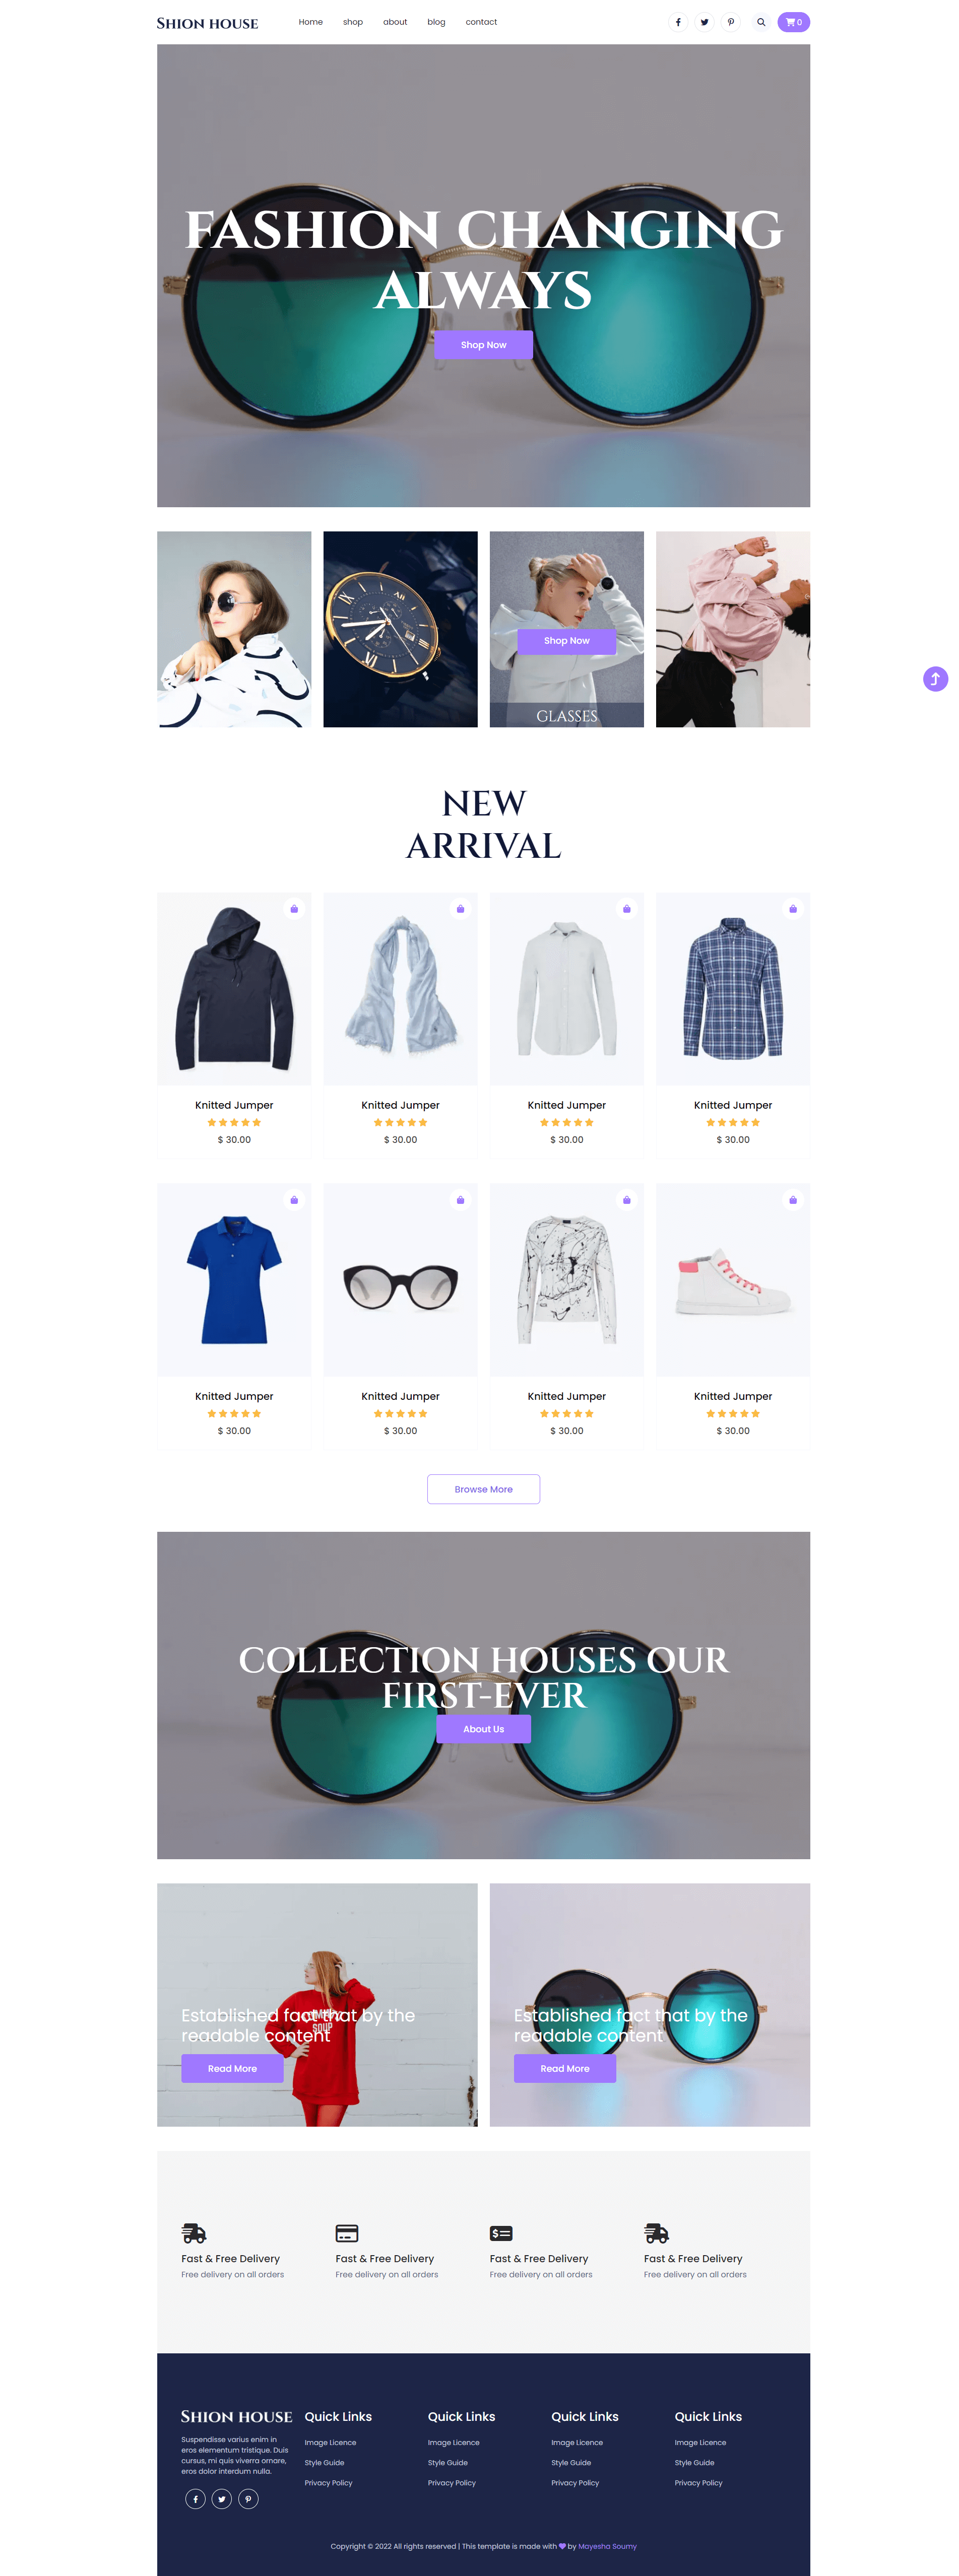 SHION HOUSE
Home shop about blog contact
0
FASHION CHANGING
ALWAYS
Shop Now
Shop Now
GLASSES
NEW
ARRIVAL
Knitted Jumper
$ 30.00
Knitted Jumper
$ 30.00
Knitted Jumper
$ 30.00
Knitted Jumper
$ 30.00
Knitted Jumper
$ 30.00
Knitted Jumper
$ 30.00
Knitted Jumper
$ 30.00
Knitted Jumper
$ 30.00
Browse More
COLLECTION HOUSES OUR
FIRST-EVER
About Us
Established fact that by the
readable content
Read More
Established fact that by the
readable content
Read More
Fast & Free Delivery
Free delivery on all orders
Fast & Free Delivery
Free delivery on all orders
Fast & Free Delivery
Free delivery on all orders
Fast & Free Delivery
Free delivery on all orders
SHION HOUSE
Suspendisse varius enim in
eros elementum tristique. Duis
cursus, mi quis viverra ornare,
eros dolor interdum nulla.
Quick Links
Image Licence
Style Guide
Privacy Policy
Quick Links
Image Licence
Style Guide
Privacy Policy
Quick Links
Image Licence
Style Guide
Privacy Policy
Quick Links
Image Licence
Style Guide
Privacy Policy
Copyright © 2022 All rights reserved | This template is made with by Mayesha Soumy